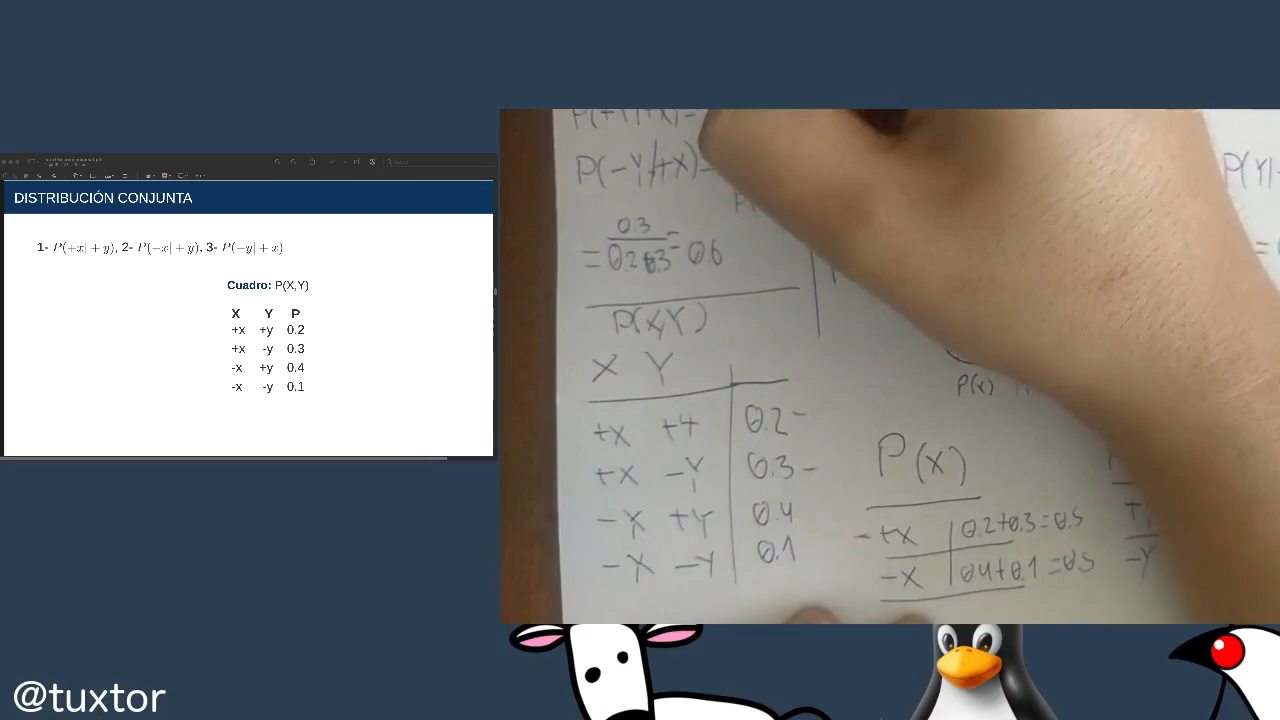 DISTRIBUCIÓN CONJUNTA
1- P(+x| + y), 2- P(−x| + y), 3- P(−y| + x)
Cuadro: P(X,Y)
X Y P
+x +y 0.2
+x -y 0.3
-x +y 0.4
-x -y 0.1
P(-Y/+X)
0.3
= 0.2+0.3 = 0.6
P(X,Y)
X Y
+X +Y 0.2 -
+X -Y 0.3 -
-X +Y 0.4
-X -Y 0.1
P(x)
P(X)
+X 0.2+0.3=0.5
-X 0.4+0.1=0.5
-Y
@tuxtor